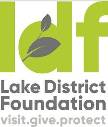 ldf
Lake District
Foundation
visit.give.protect